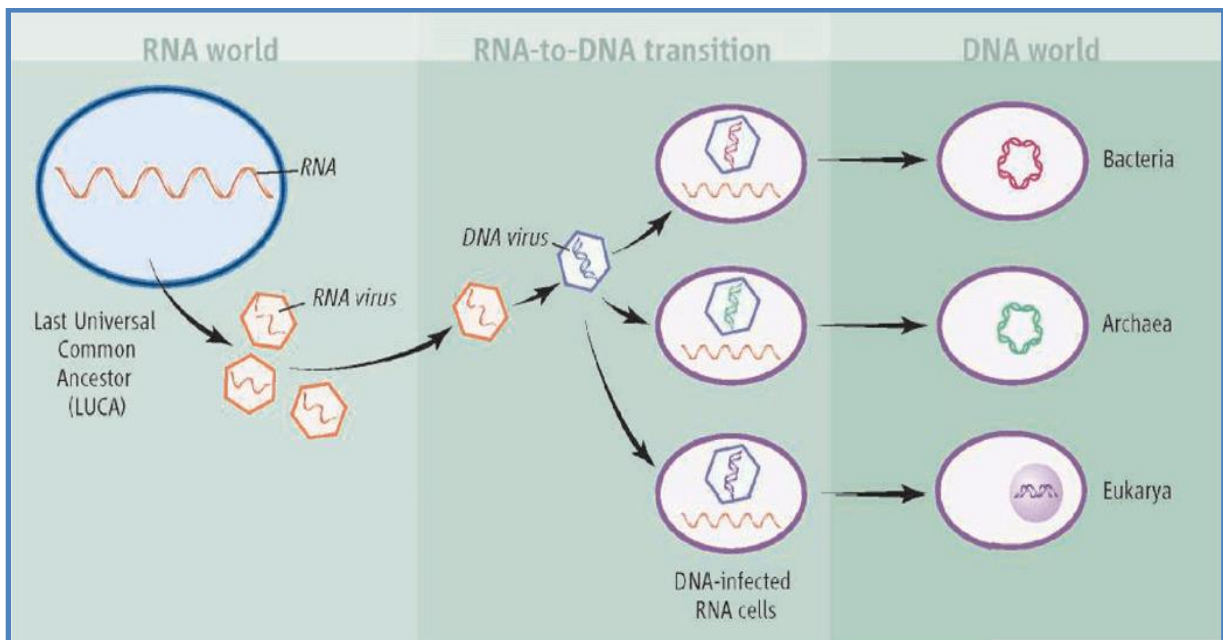 RNA world
RNA-to-DNA transition
DNA world
RNA
Last Universal
Common
Ancestor
(LUCA)
RNA virus
DNA virus
DNA-infected
RNA cells
Bacteria
Archaea
Eukarya